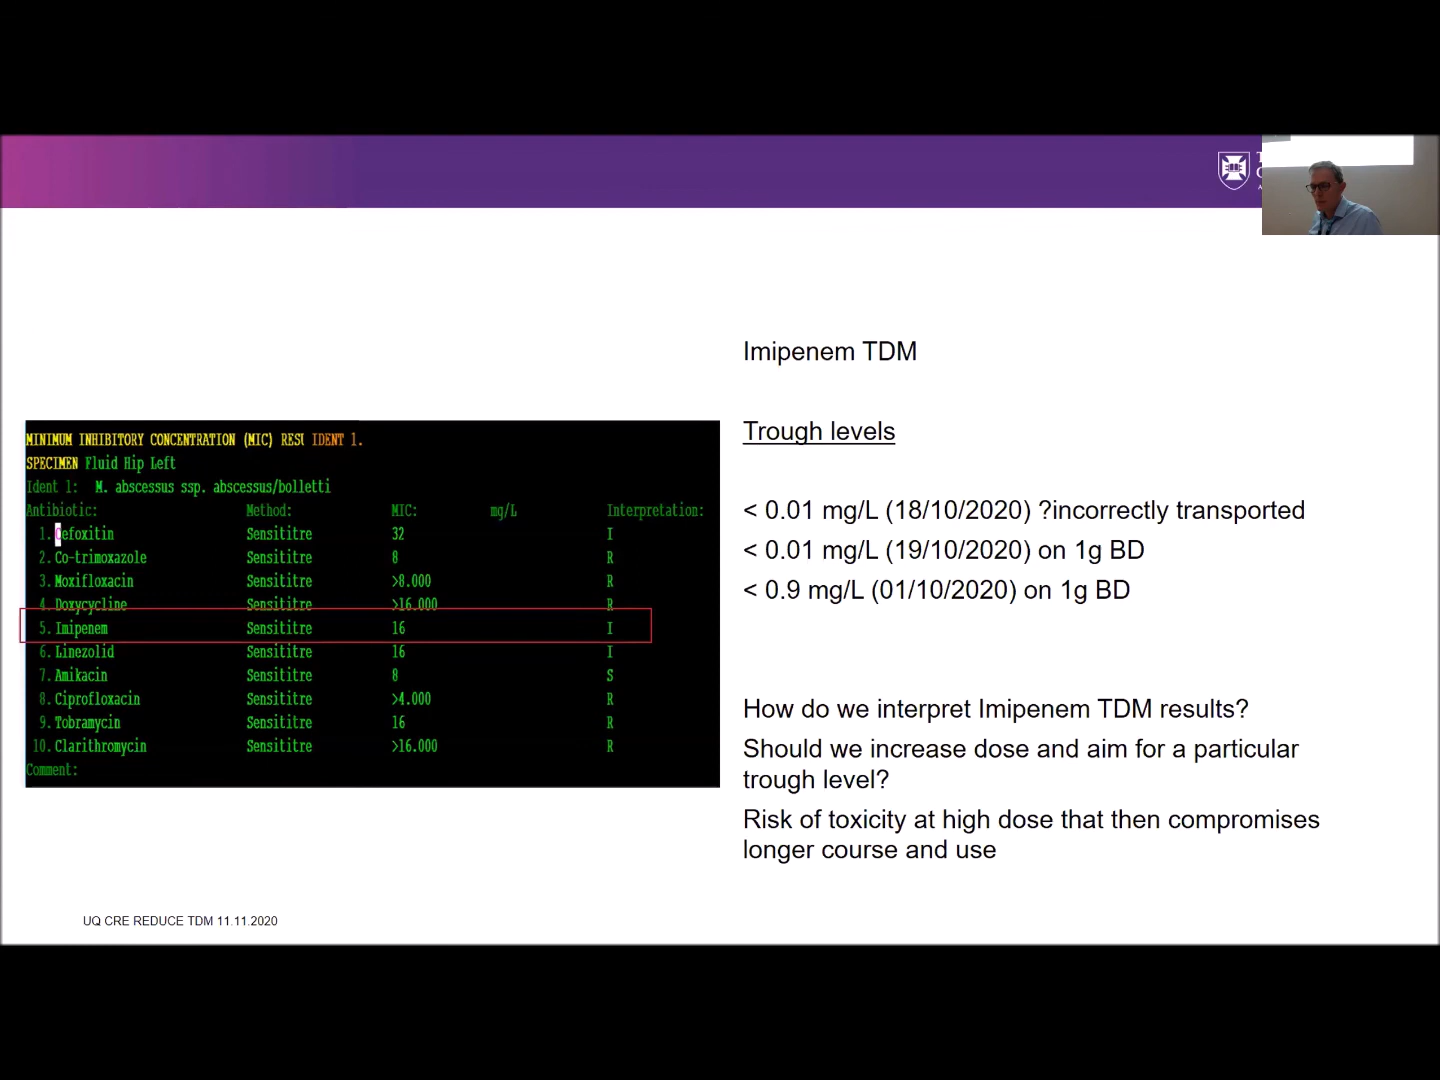 Imipenem TDM
Trough levels
< 0.01 mg/L (18/10/2020) ?incorrectly transported
< 0.01 mg/L (19/10/2020) on 1g BD
< 0.9 mg/L (01/10/2020) on 1g BD
How do we interpret Imipenem TDM results?
Should we increase dose and aim for a particular
trough level?
Risk of toxicity at high dose that then compromises
longer course and use
MINIMUM INHIBITORY CONCENTRATION (MIC) RESU IDENT 1.
SPECIMEN Fluid Hip Left
Ident 1: M. abscessus ssp. abscessus/bolletti
Antibiotic: Method: MIC: mg/L Interpretation:
1. Cefoxitin Sensititre 32 I
2. Co-trimoxazole Sensititre 8 R
3. Moxifloxacin Sensititre >8.000 R
4. Doxycycline Sensititre >16.000 R
5. Imipenem Sensititre 16 I
6. Linezolid Sensititre 16 I
7. Amikacin Sensititre 8 S
8. Ciprofloxacin Sensititre >4.000 R
9. Tobramycin Sensititre 16 R
10. Clarithromycin Sensititre >16.000 R
Comment:
UQ CRE REDUCE TDM 11.11.2020